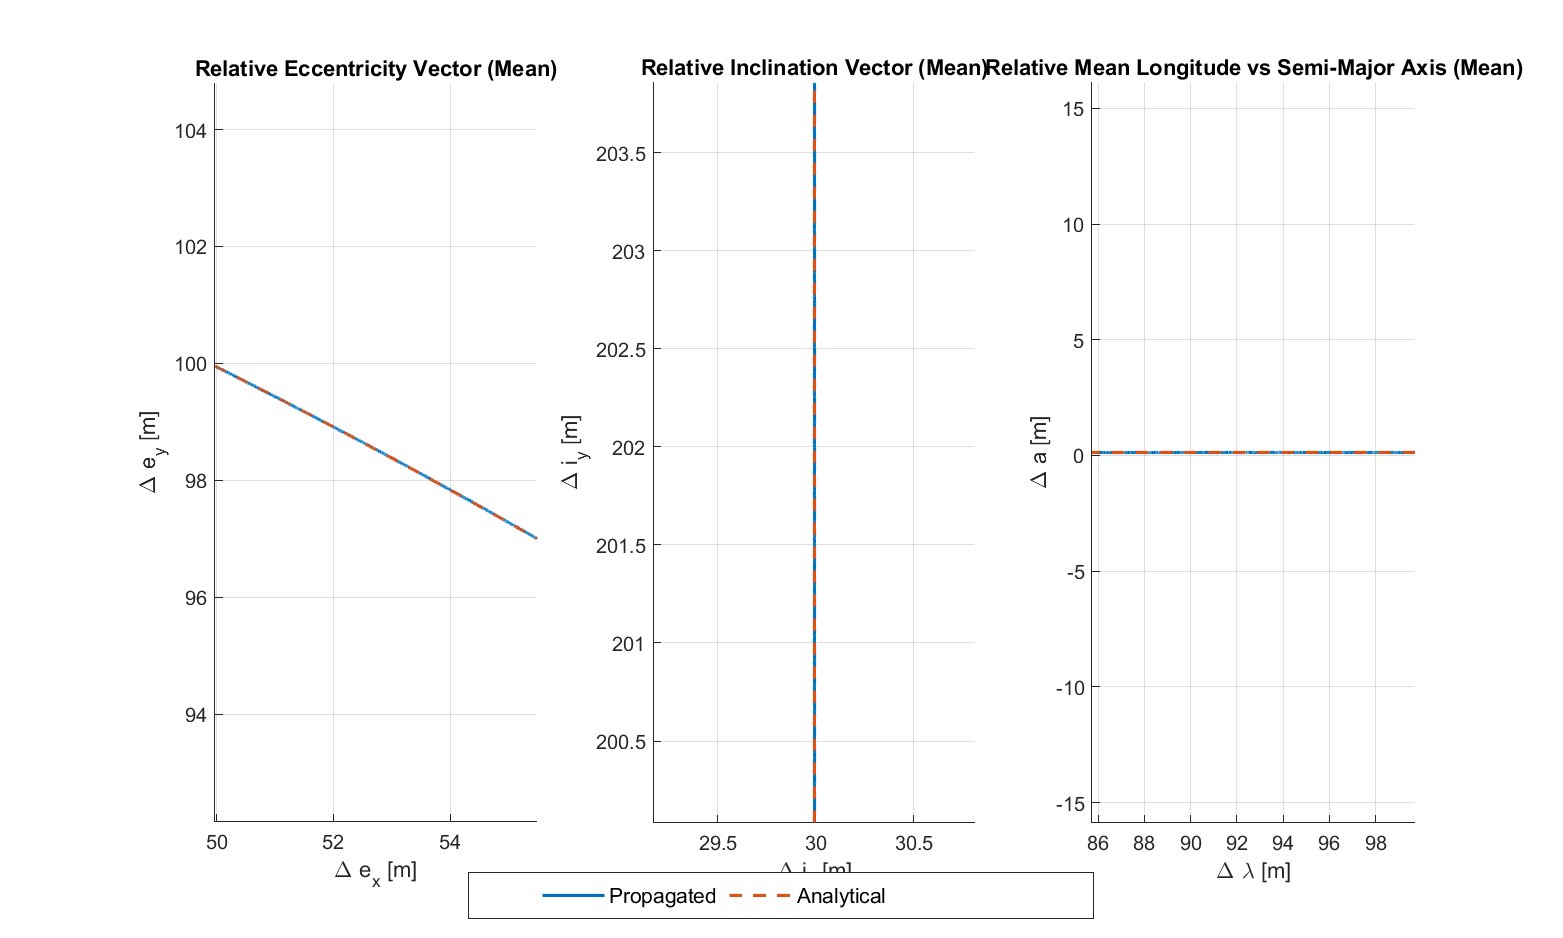 Relative Eccentricity Vector (Mean)
104
102
100
98
96
94
50 52 54
Δ e_y [m]
Δ e_x [m]
Relative Inclination Vector (Mean)
203.5
203
202.5
202
201.5
201
200.5
29.5 30 30.5
Δ i_y [m]
Δ i [m]
Relative Mean Longitude vs Semi-Major Axis (Mean)
15
10
5
0
-5
-10
-15
86 88 90 92 94 96 98
Δ a [m]
Δ λ [m]
Propagated Analytical